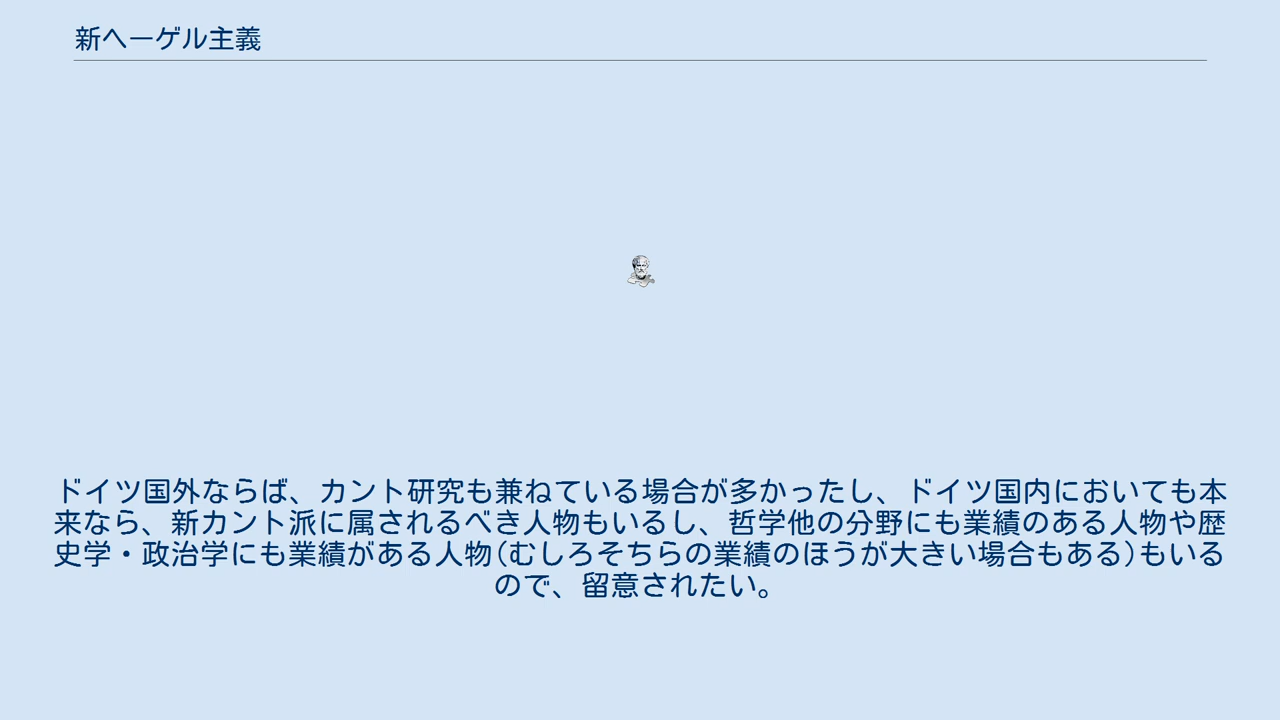 新ヘーゲル主義
ドイツ国外ならば、カント研究も兼ねている場合が多かったし、ドイツ国内においても本
来なら、新カント派に属されるべき人物もいるし、哲学他の分野にも業績のある人物や歴
史学・政治学にも業績がある人物(むしろそちらの業績のほうが大きい場合もある)もいる
ので、留意されたい。